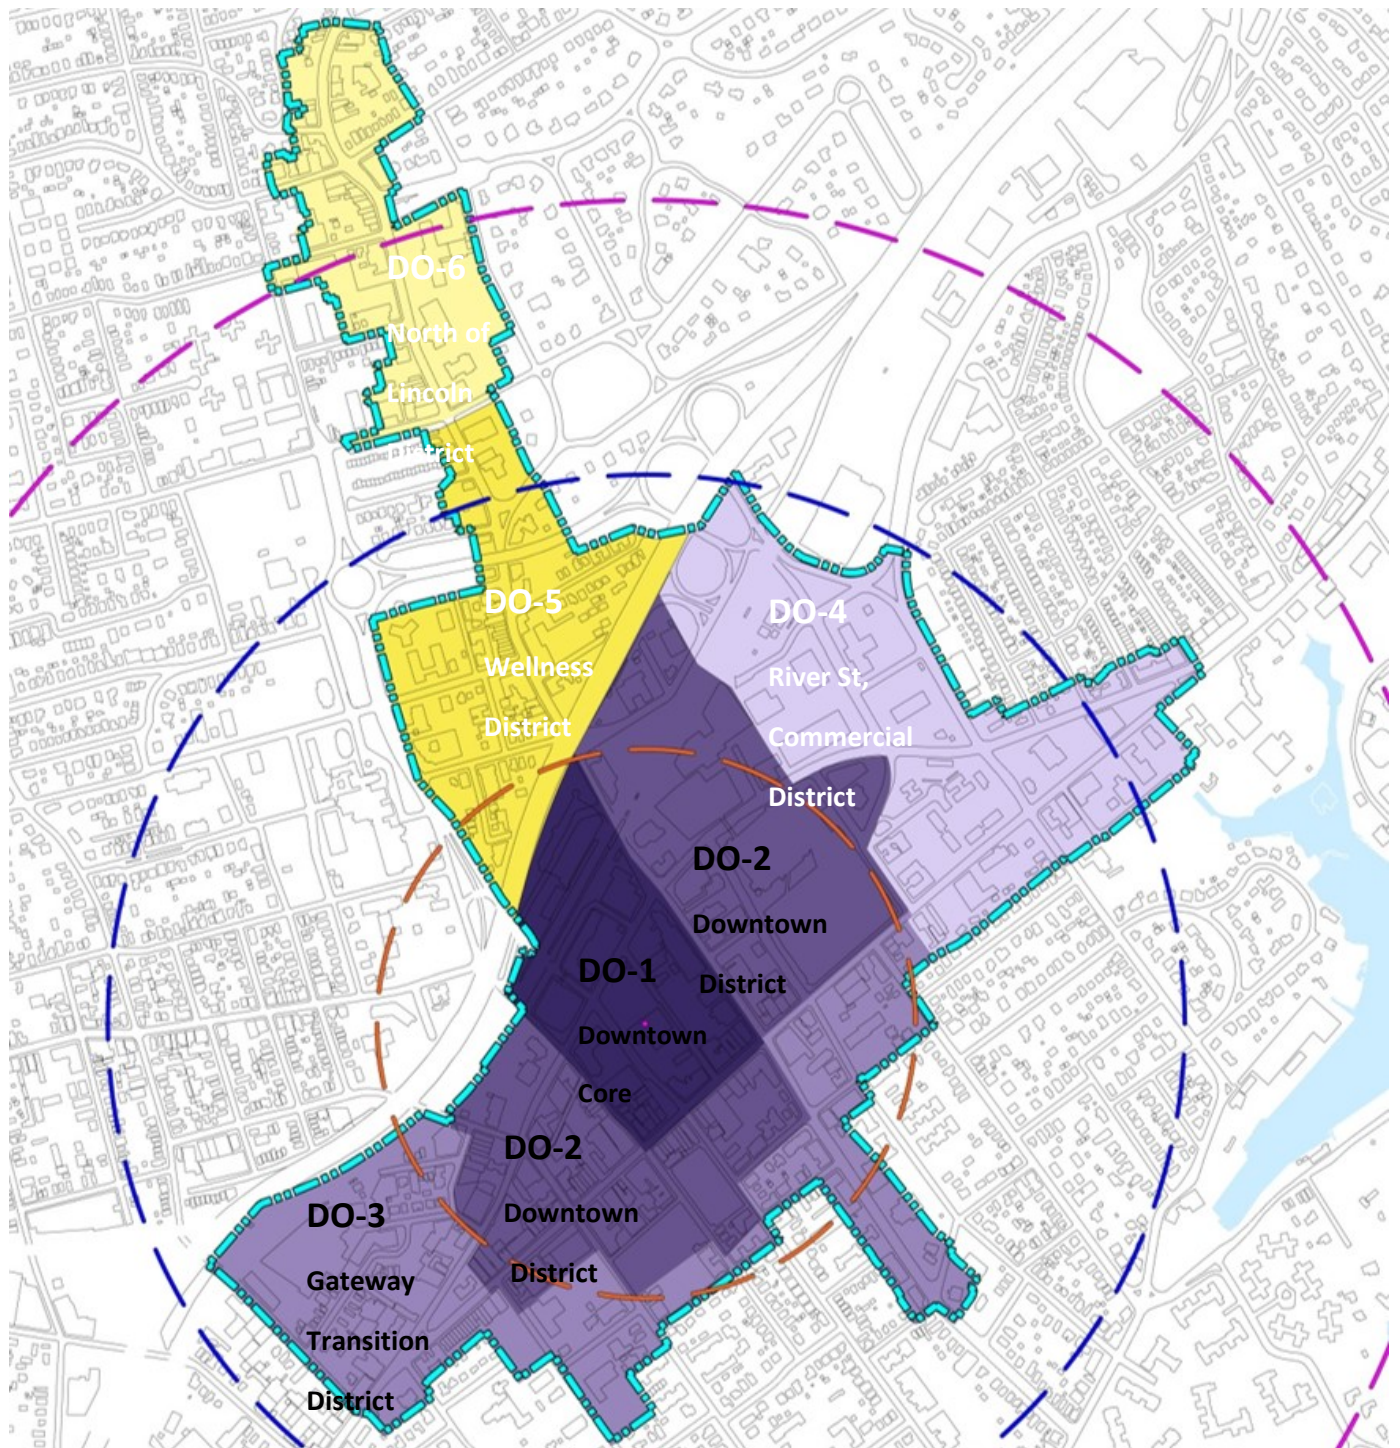 DO-6
North of
Lincoln
District
DO-5
Wellness
District
DO-4
River St,
Commercial
District
DO-2
Downtown
District
DO-1
Downtown
Core
DO-2
Downtown
District
DO-3
Gateway
Transition
District